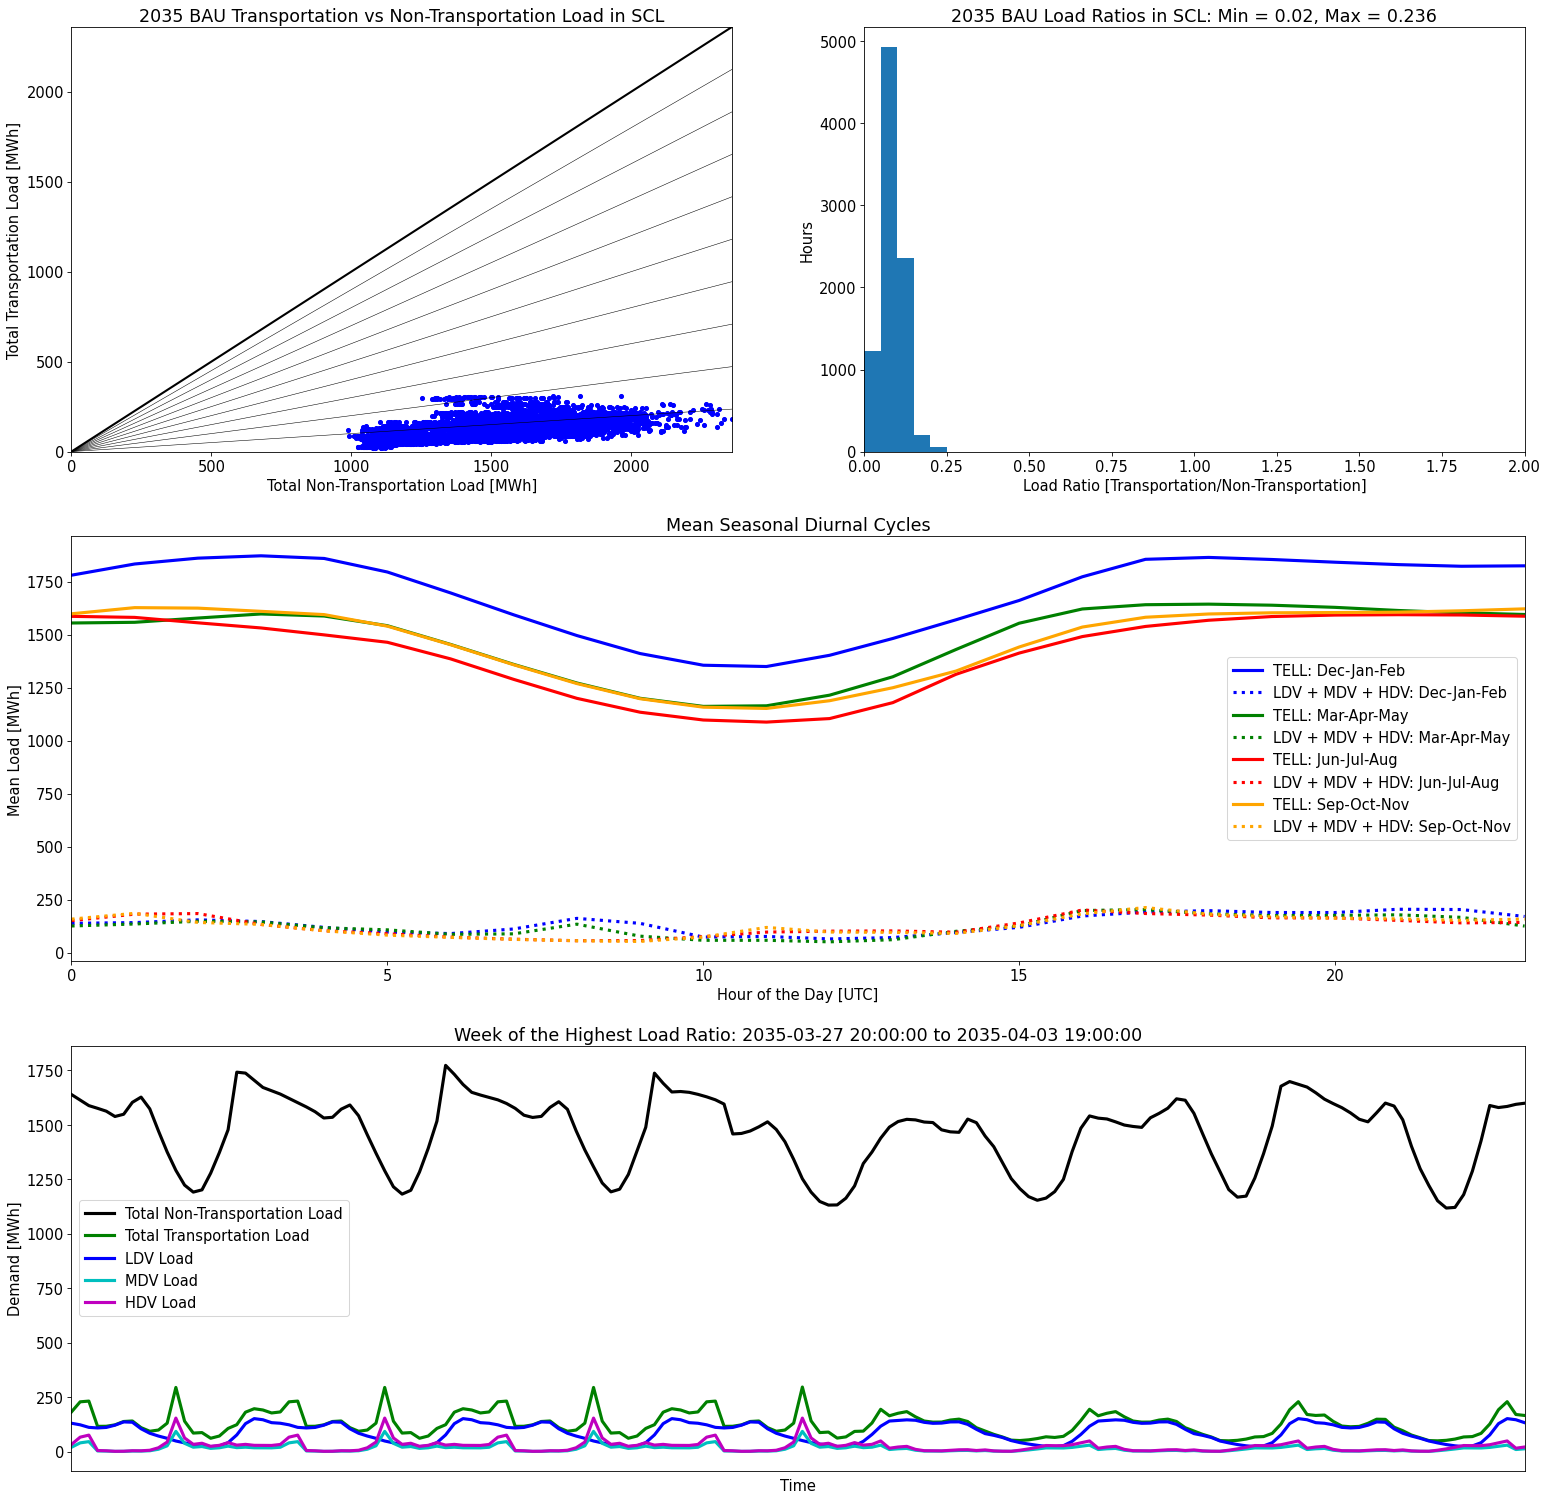 2035 BAU Transportation vs Non-Transportation Load in SCL
Total Transportation Load [MWh]
2000
1500
1000
500
0
0 500 1000 1500 2000
Total Non-Transportation Load [MWh]
2035 BAU Load Ratios in SCL: Min = 0.02, Max = 0.236
Hours
5000
4000
3000
2000
1000
0
0.00 0.25 0.50 0.75 1.00 1.25 1.50 1.75 2.00
Load Ratio [Transportation/Non-Transportation]
Mean Seasonal Diurnal Cycles
Mean Load [MWh]
1750
1500
1250
1000
750
500
250
0
TELL: Dec-Jan-Feb
LDV + MDV + HDV: Dec-Jan-Feb
TELL: Mar-Apr-May
LDV + MDV + HDV: Mar-Apr-May
TELL: Jun-Jul-Aug
LDV + MDV + HDV: Jun-Jul-Aug
TELL: Sep-Oct-Nov
LDV + MDV + HDV: Sep-Oct-Nov
0 5 10 15 20
Hour of the Day [UTC]
Week of the Highest Load Ratio: 2035-03-27 20:00:00 to 2035-04-03 19:00:00
Demand [MWh]
1750
1500
1250
1000
750
500
250
0
Total Non-Transportation Load
Total Transportation Load
LDV Load
MDV Load
HDV Load
Time